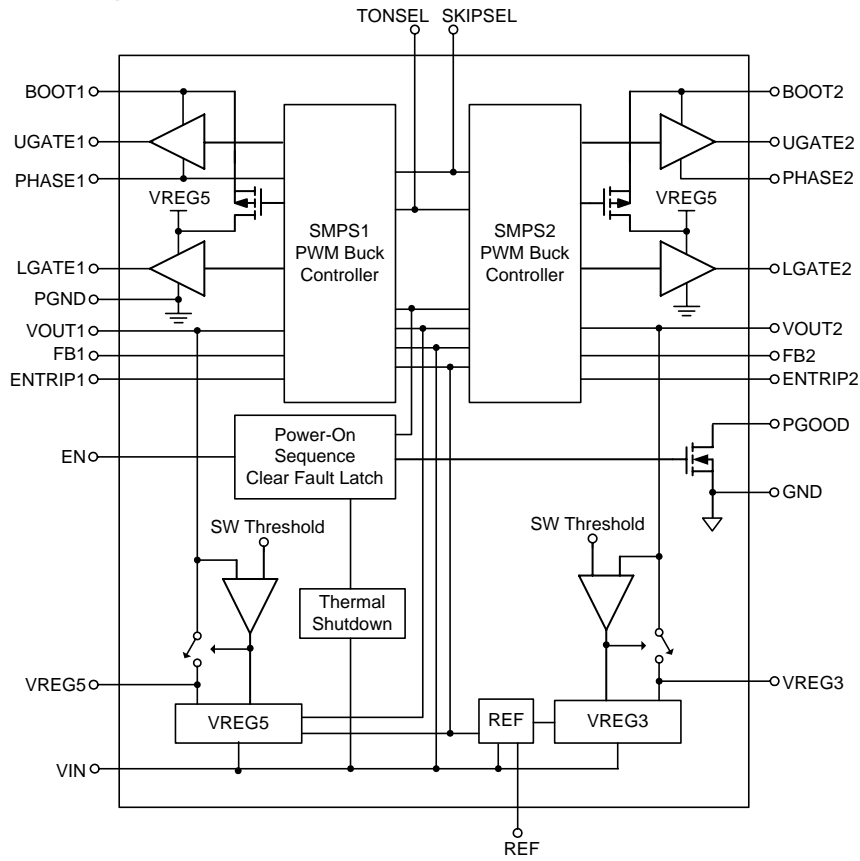 TONSEL SKIPSEL
BOOT1
BOOT2
UGATE1
UGATE2
PHASE1
PHASE2
VREG5
VREG5
SMPS1
PWM Buck
Controller
SMPS2
PWM Buck
Controller
LGATE1
LGATE2
PGND
VOUT1
VOUT2
FB1
FB2
ENTRIP1
ENTRIP2
PGOOD
Power-On
Sequence
Clear Fault Latch
EN
GND
SW Threshold
SW Threshold
Thermal
Shutdown
VREG5
VREG3
VREG5
REF
VREG3
VIN
REF